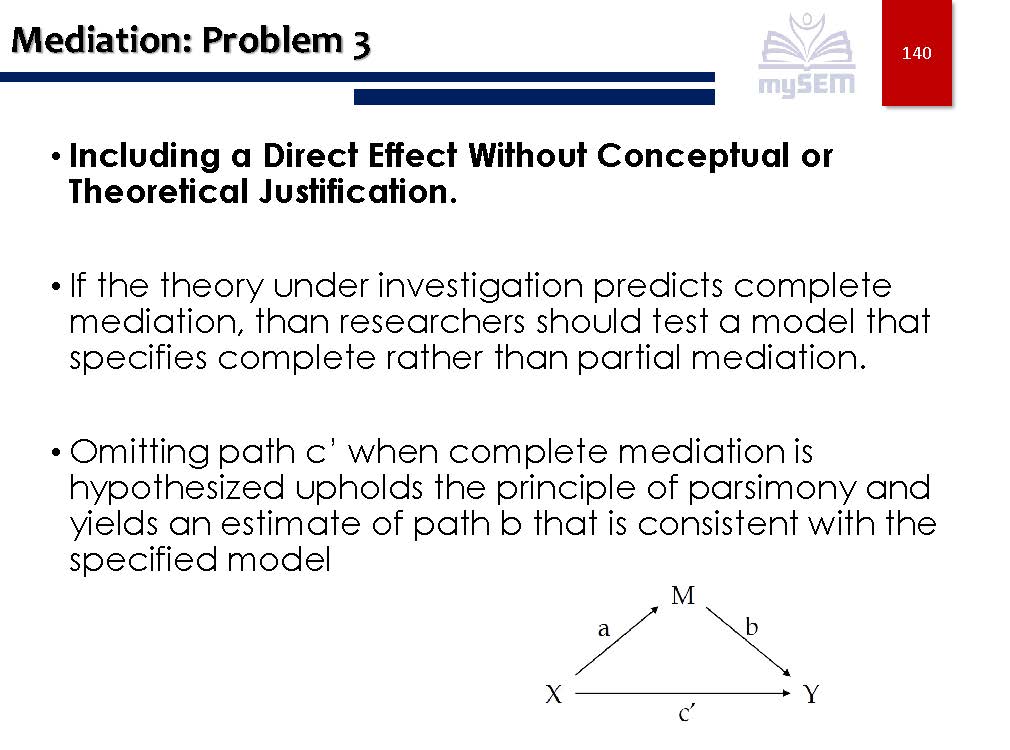 Mediation: Problem 3
mySEM
140
• Including a Direct Effect Without Conceptual or
Theoretical Justification.
• If the theory under investigation predicts complete
mediation, than researchers should test a model that
specifies complete rather than partial mediation.
• Omitting path c’ when complete mediation is
hypothesized upholds the principle of parsimony and
yields an estimate of path b that is consistent with the
specified model
M
a
b
X
Y
c’